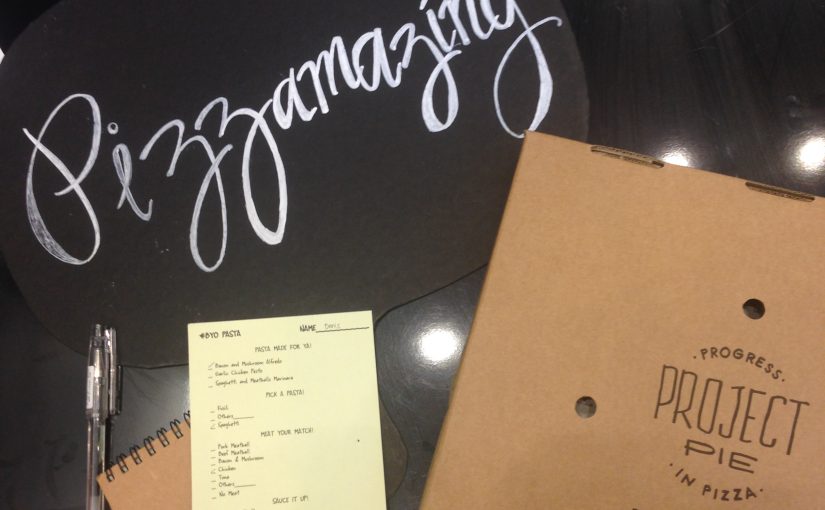 Pizzamazing
#BYO PASTA NAME
PASTA MADE FOR YA!
Bacon and Mushroom Alfredo
Garlic Chicken Pesto
Spaghetti and Meatballs Marinara
PICK A PASTA!
Fusili
Others
Spaghetti
MEAT YOUR MATCH!
Pork Meatball
Beef Meatball
Bacon & Mushroom
Chicken
Tuna
Others
No Meat
SAUCE IT UP!
PROGRESS
PROJECT
PIE
IN PIZZA